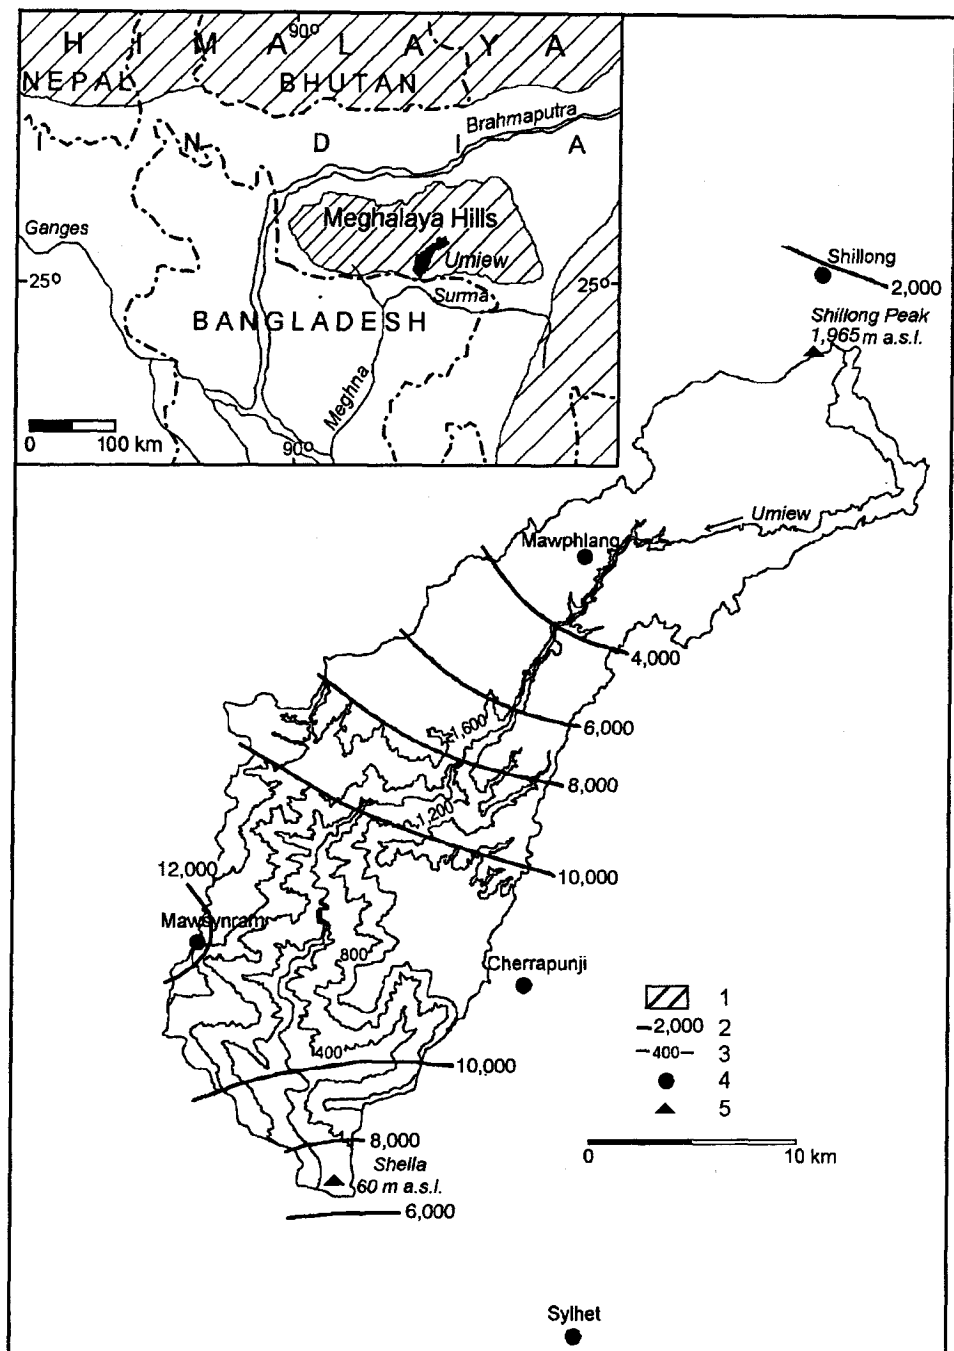 90°
H I M A L A Y A
NEPAL
BHUTAN
Brahmaputra
I N D I A
Meghalaya Hills
Ganges
Umiew
25°
25°
Surma
BANGLADESH
Meghna
0 100 km
90°
Shillong
2,000
Shillong Peak
1,965 m a.s.l.
Umiew
Mawphlang
4,000
6,000
1,600
8,000
1,200
10,000
12,000
Mawsynram
800
Cherrapunji
1
2,000 2
400 3
4
5
400
10,000
8,000
Shella
60 m a.s.l.
0 10 km
6,000
Sylhet